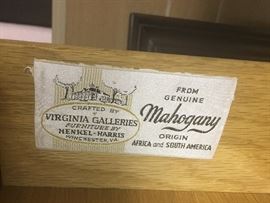 CRAFTED BY
VIRGINIA GALLERIES
FURNITURE BY
HENKEL-HARRIS
WINCHESTER, VA.
FROM
GENUINE
Mahogany
ORIGIN
AFRICA and SOUTH AMERICA